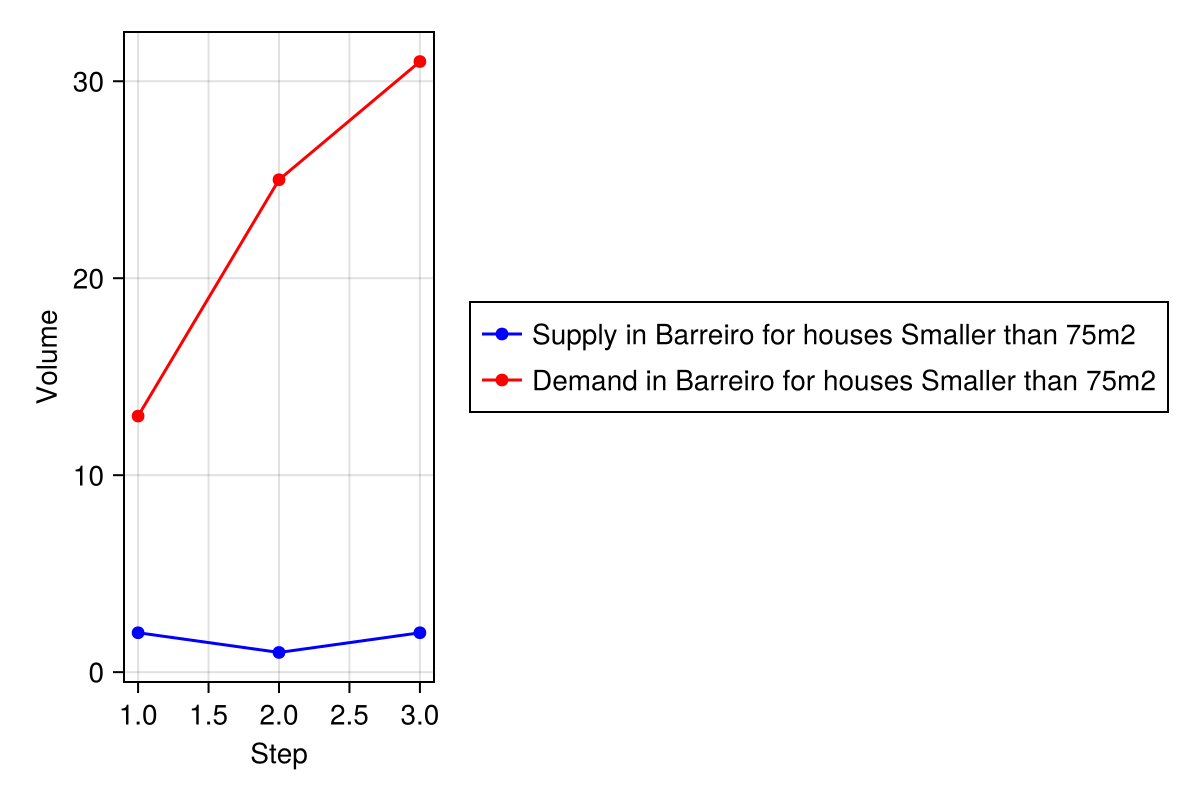 30
20
10
0
Volume
1.0 1.5 2.0 2.5 3.0
Step
Supply in Barreiro for houses Smaller than 75m2
Demand in Barreiro for houses Smaller than 75m2